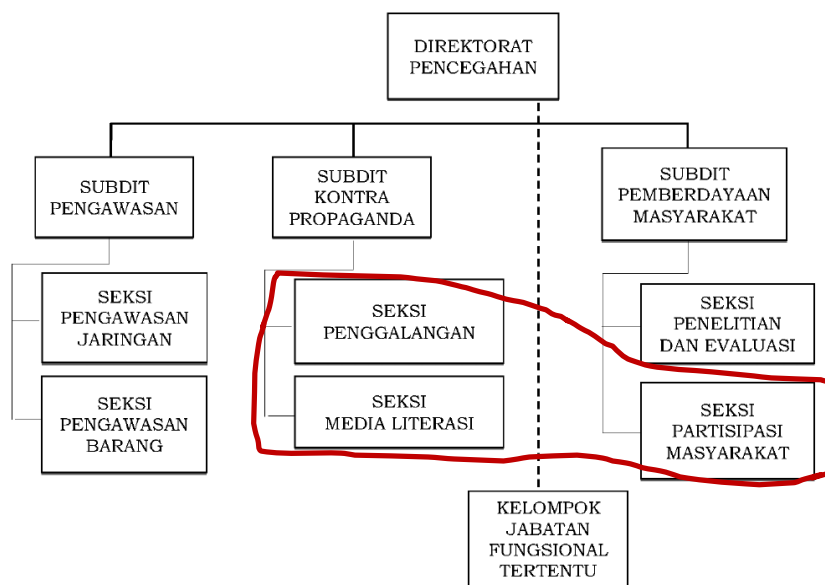 DIREKTORAT
PENCEGAHAN
SUBDIT
PENGAWASAN
SUBDIT
KONTRA
PROPAGANDA
SUBDIT
PEMBERDAYAAN
MASYARAKAT
SEKSI
PENGAWASAN
JARINGAN
SEKSI
PENGGALANGAN
SEKSI
PENELITIAN
DAN EVALUASI
SEKSI
PENGAWASAN
BARANG
SEKSI
MEDIA LITERASI
SEKSI
PARTISIPASI
MASYARAKAT
KELOMPOK
JABATAN
FUNGSIONAL
TERTENTU